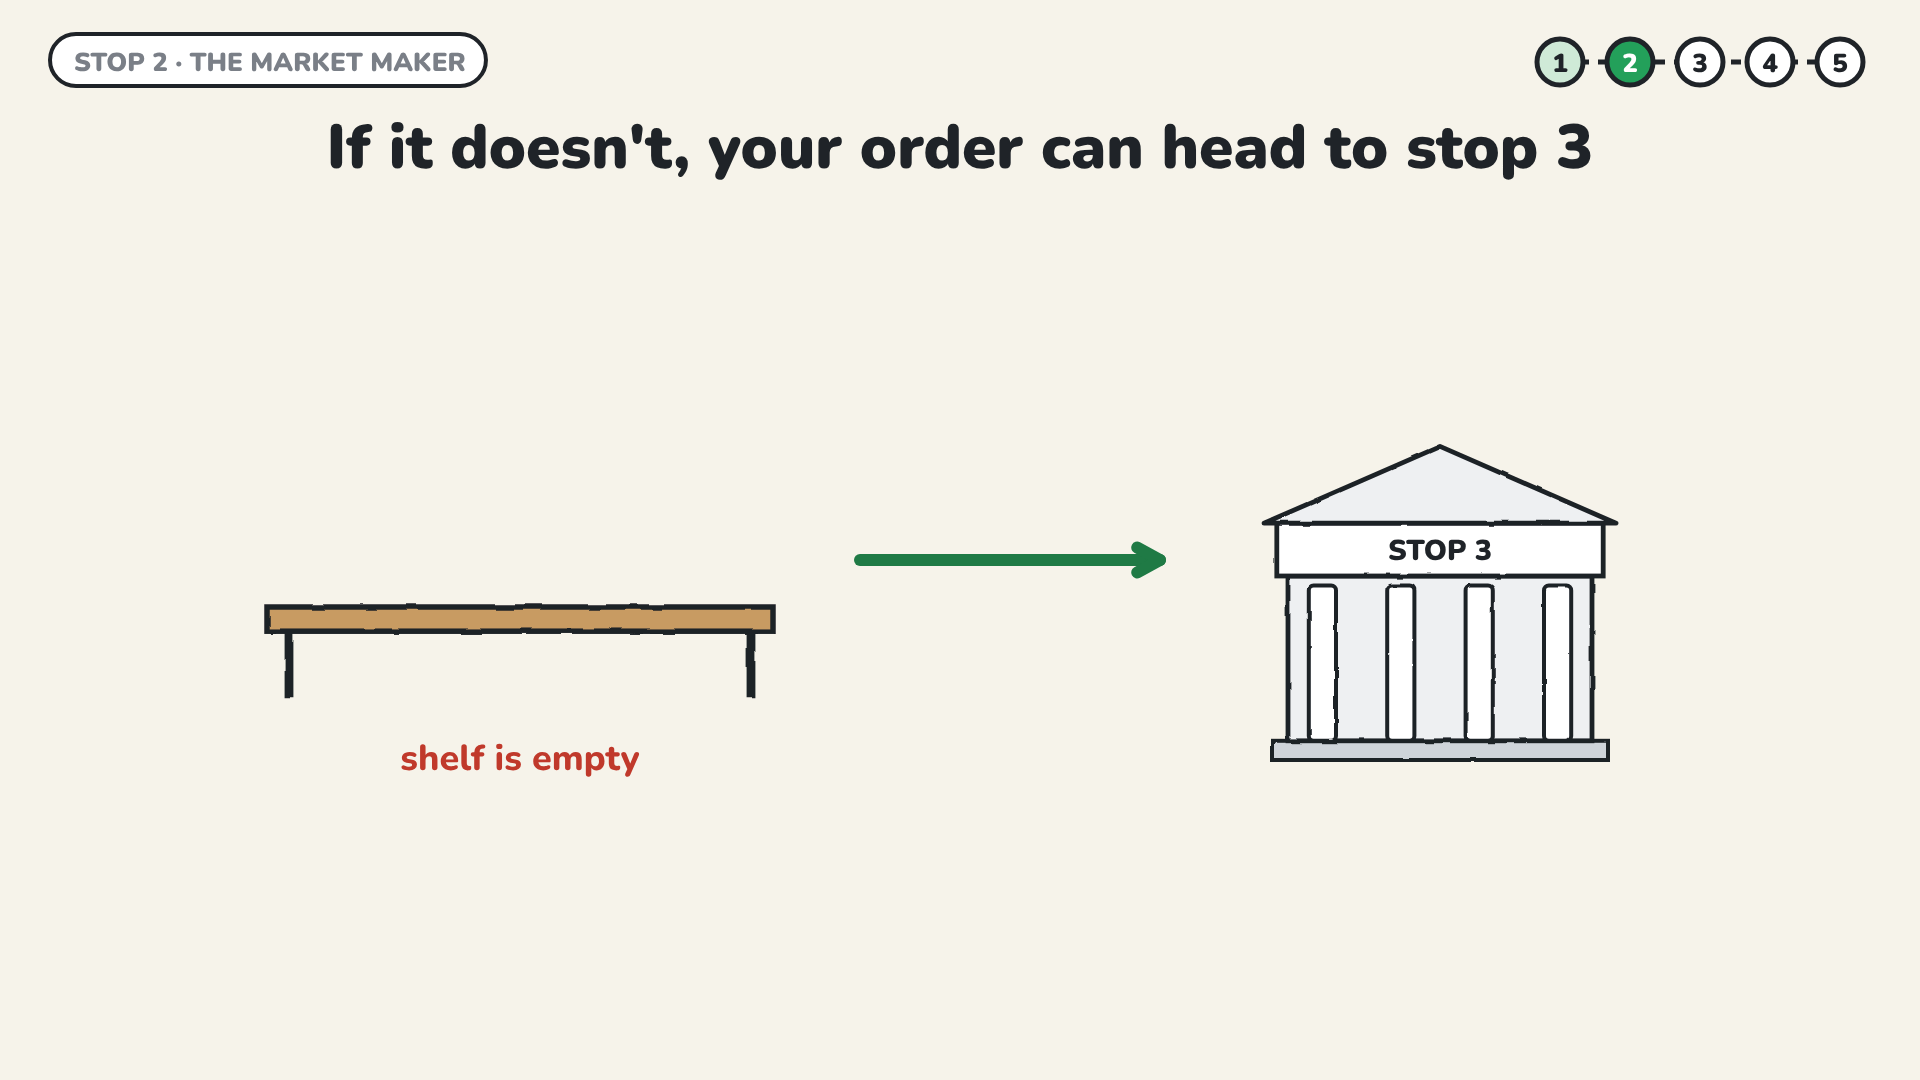 STOP 2 · THE MARKET MAKER
1 2 3 4 5
If it doesn't, your order can head to stop 3
STOP 3
shelf is empty